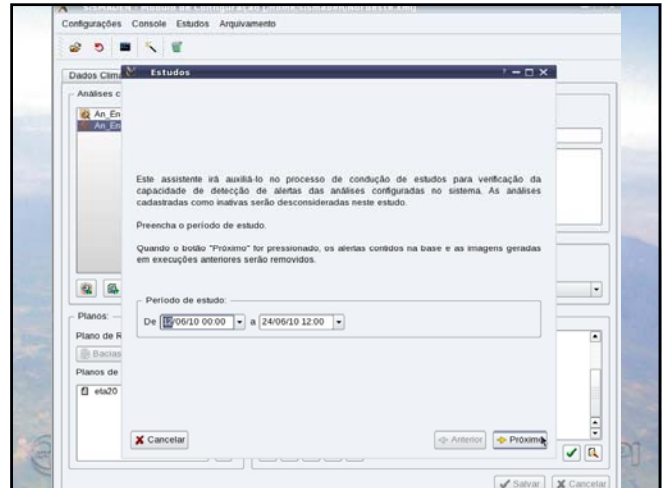 Configurações Console Estudos Arquivamento
Dados Clima
Estudos
Análises c
An_En
An_En
Este assistente irá auxiliá-lo no processo de condução de estudos para verificação da
capacidade de detecção de alertas das análises configuradas no sistema. As análises
cadastradas como inativas serão desconsideradas neste estudo.
Preencha o período de estudo.
Quando o botão "Próximo" for pressionado, os alertas contidos na base e as imagens geradas
em execuções anteriores serão removidos.
Período de estudo:
De 12/06/10 00:00 a 24/06/10 12:00
Planos:
Plano de R
Bacias
Planos de
eta20
Cancelar
Anterior
Próximo
Salvar
Cancelar